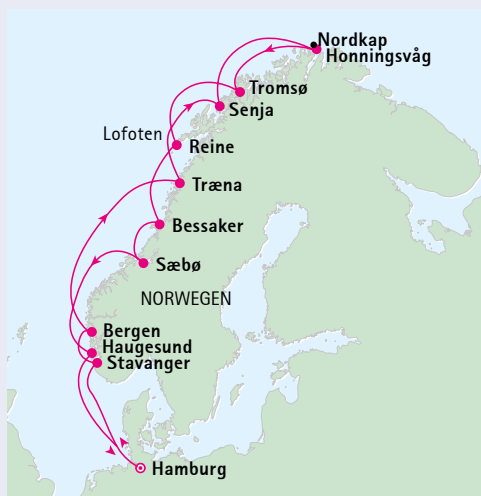 Nordkap
Honningsvåg
Tromsø
Senja
Lofoten
Reine
Træna
Bessaker
Sæbø
NORWEGEN
Bergen
Haugesund
Stavanger
Hamburg